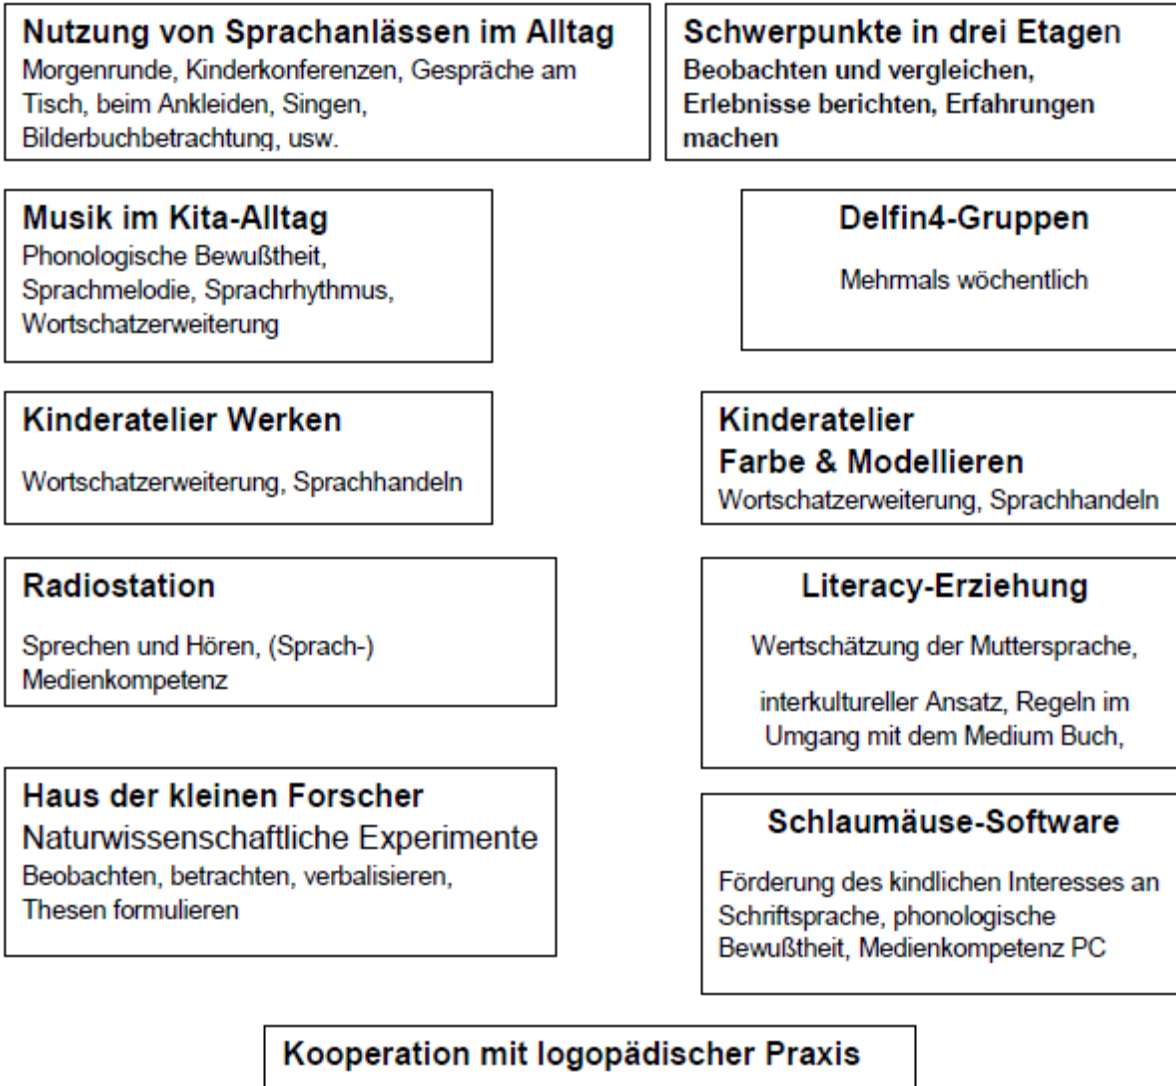 Nutzung von Sprachanlässen im Alltag
Morgenrunde, Kinderkonferenzen, Gespräche am
Tisch, beim Ankleiden, Singen,
Bilderbuchbetrachtung, usw.
Schwerpunkte in drei Etagen
Beobachten und vergleichen,
Erlebnisse berichten, Erfahrungen
machen
Musik im Kita-Alltag
Phonologische Bewußtheit,
Sprachmelodie, Sprachrhythmus,
Wortschatzerweiterung
Delfin4-Gruppen
Mehrmals wöchentlich
Kinderatelier Werken
Wortschatzerweiterung, Sprachhandeln
Kinderatelier
Farbe & Modellieren
Wortschatzerweiterung, Sprachhandeln
Radiostation
Sprechen und Hören, (Sprach-)
Medienkompetenz
Literacy-Erziehung
Wertschätzung der Muttersprache,
interkultureller Ansatz, Regeln im
Umgang mit dem Medium Buch,
Haus der kleinen Forscher
Naturwissenschaftliche Experimente
Beobachten, betrachten, verbalisieren,
Thesen formulieren
Schlaumäuse-Software
Förderung des kindlichen Interesses an
Schriftsprache, phonologische
Bewußtheit, Medienkompetenz PC
Kooperation mit logopädischer Praxis